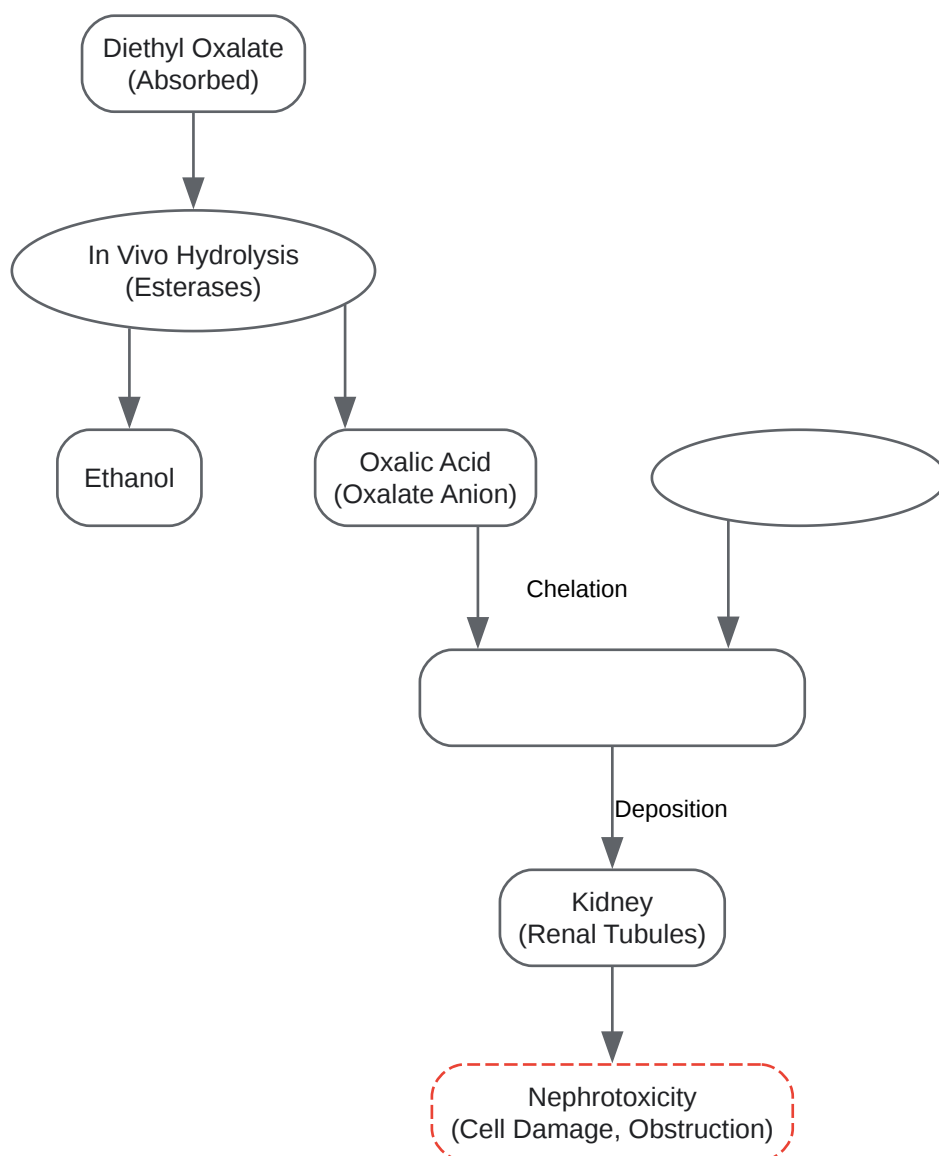 Diethyl Oxalate
(Absorbed)
In Vivo Hydrolysis
(Esterases)
Ethanol
Oxalic Acid
(Oxalate Anion)
Chelation
Deposition
Kidney
(Renal Tubules)
Nephrotoxicity
(Cell Damage, Obstruction)